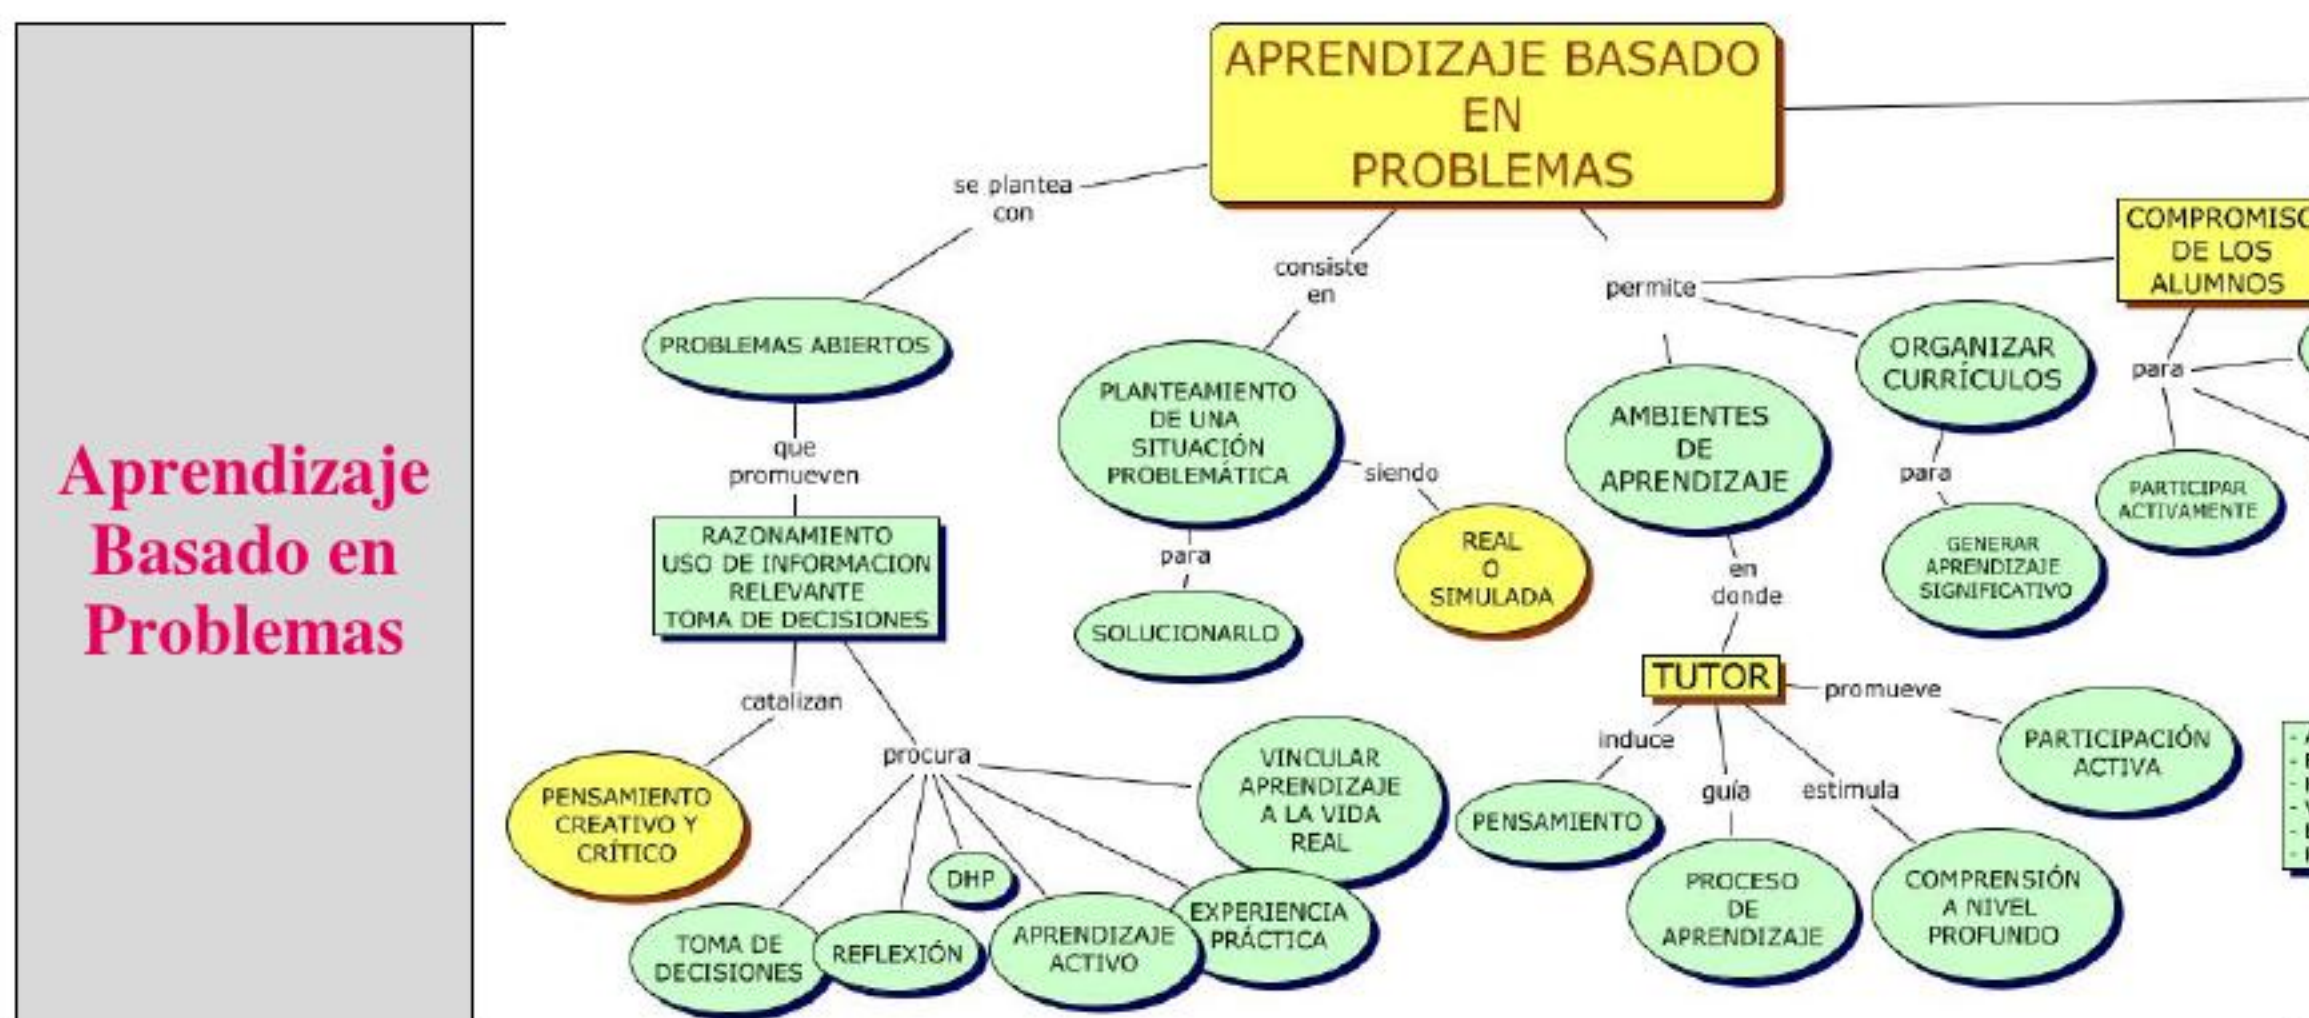 Aprendizaje
Basado en
Problemas
APRENDIZAJE BASADO
EN
PROBLEMAS
se plantea
con
PROBLEMAS ABIERTOS
que
promueven
RAZONAMIENTO
USO DE INFORMACION
RELEVANTE
TOMA DE DECISIONES
catalizan
PENSAMIENTO
CREATIVO Y
CRÍTICO
procura
TOMA DE
DECISIONES
REFLEXIÓN
DHP
APRENDIZAJE
ACTIVO
EXPERIENCIA
PRÁCTICA
VINCULAR
APRENDIZAJE
A LA VIDA
REAL
consiste
en
PLANTEAMIENTO
DE UNA
SITUACIÓN
PROBLEMÁTICA
para
SOLUCIONARLO
siendo
REAL
O
SIMULADA
permite
AMBIENTES
DE
APRENDIZAJE
en
donde
TUTOR
induce
PENSAMIENTO
guía
PROCESO
DE
APRENDIZAJE
estimula
COMPRENSIÓN
A NIVEL
PROFUNDO
promueve
PARTICIPACIÓN
ACTIVA
ORGANIZAR
CURRÍCULOS
para
GENERAR
APRENDIZAJE
SIGNIFICATIVO
COMPROMISO
DE LOS
ALUMNOS
para
PARTICIPAR
ACTIVAMENTE